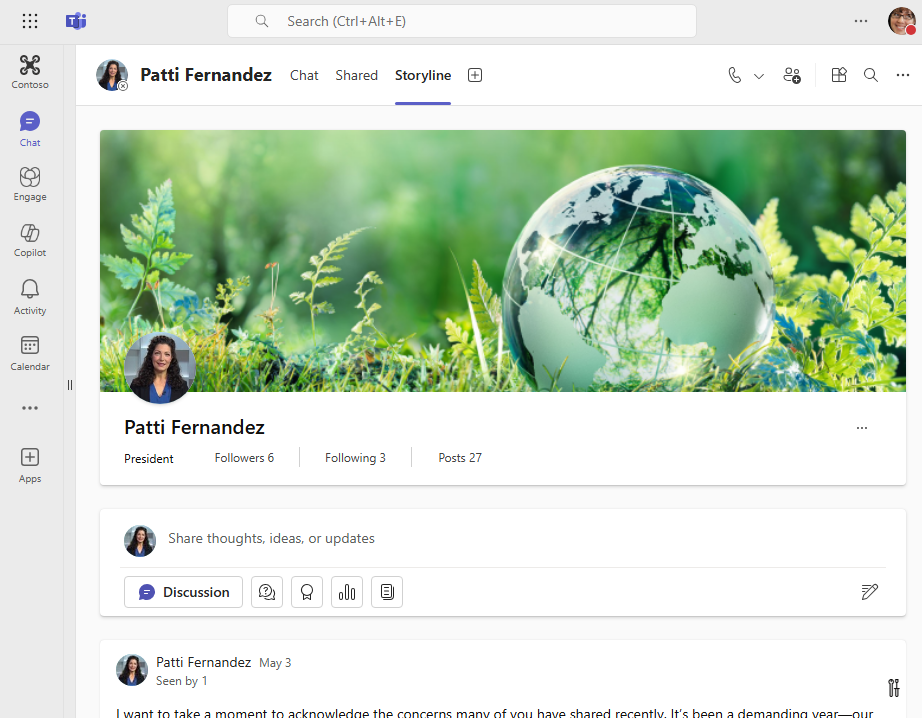 Search (Ctrl+Alt+E)
Contoso
Chat
Engage
Copilot
Activity
Calendar
Apps
Patti Fernandez Chat Shared Storyline
Patti Fernandez
President Followers 6 Following 3 Posts 27
Share thoughts, ideas, or updates
Discussion
Patti Fernandez May 3
Seen by 1
I want to take a moment to acknowledge the concerns many of you have shared recently. It's been a demanding year—our